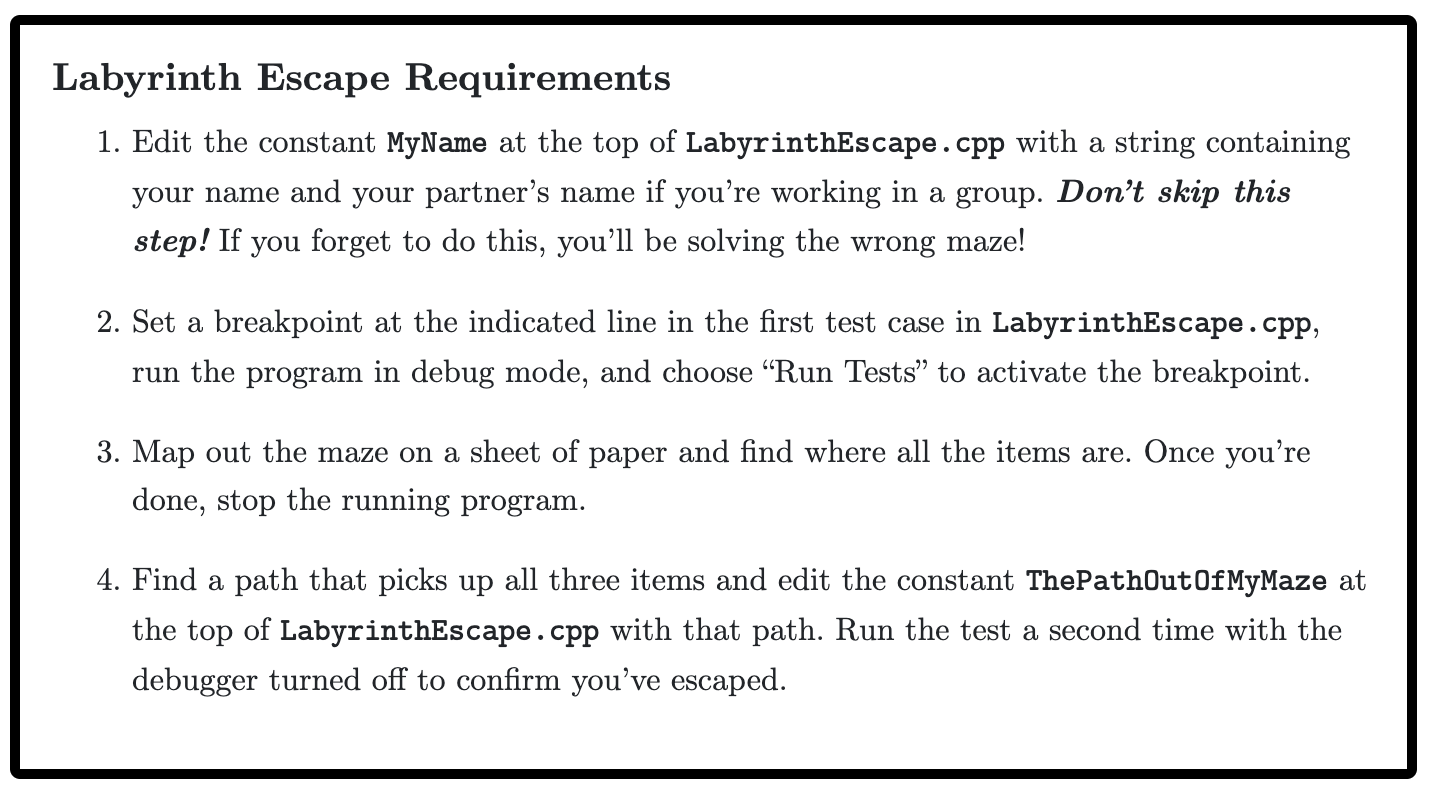 Labyrinth Escape Requirements
1. Edit the constant MyName at the top of LabyrinthEscape.cpp with a string containing
your name and your partner’s name if you’re working in a group. Don’t skip this
step! If you forget to do this, you’ll be solving the wrong maze!
2. Set a breakpoint at the indicated line in the first test case in LabyrinthEscape.cpp,
run the program in debug mode, and choose “Run Tests” to activate the breakpoint.
3. Map out the maze on a sheet of paper and find where all the items are. Once you’re
done, stop the running program.
4. Find a path that picks up all three items and edit the constant ThePathOutOfMyMaze at
the top of LabyrinthEscape.cpp with that path. Run the test a second time with the
debugger turned off to confirm you’ve escaped.